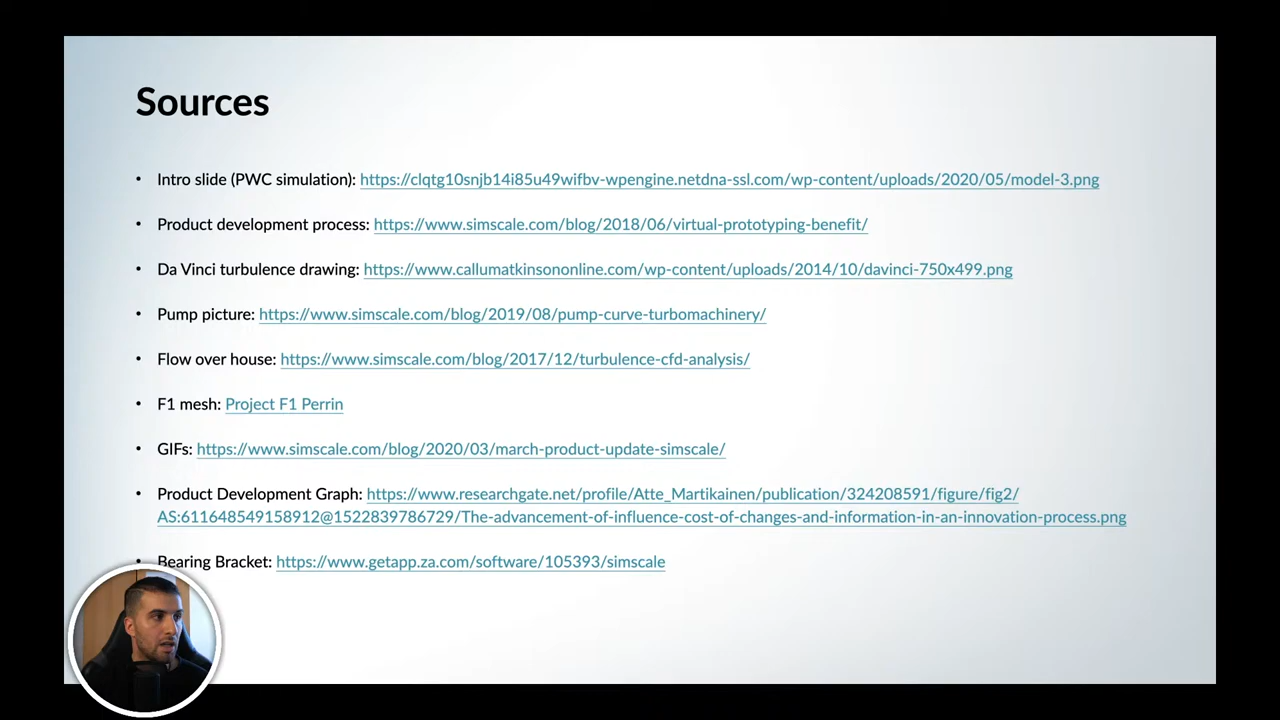 Sources
• Intro slide (PWC simulation): https://clqtg10snjb14i85u49wifbv-wpengine.netdna-ssl.com/wp-content/uploads/2020/05/model-3.png
• Product development process: https://www.simscale.com/blog/2018/06/virtual-prototyping-benefit/
• Da Vinci turbulence drawing: https://www.callumatkinsononline.com/wp-content/uploads/2014/10/davinci-750x499.png
• Pump picture: https://www.simscale.com/blog/2019/08/pump-curve-turbomachinery/
• Flow over house: https://www.simscale.com/blog/2017/12/turbulence-cfd-analysis/
• F1 mesh: Project F1 Perrin
• GIFs: https://www.simscale.com/blog/2020/03/march-product-update-simscale/
• Product Development Graph: https://www.researchgate.net/profile/Atte_Martikainen/publication/324208591/figure/fig2/
AS:611648549158912@1522839786729/The-advancement-of-influence-cost-of-changes-and-information-in-an-innovation-process.png
• Bearing Bracket: https://www.getapp.za.com/software/105393/simscale